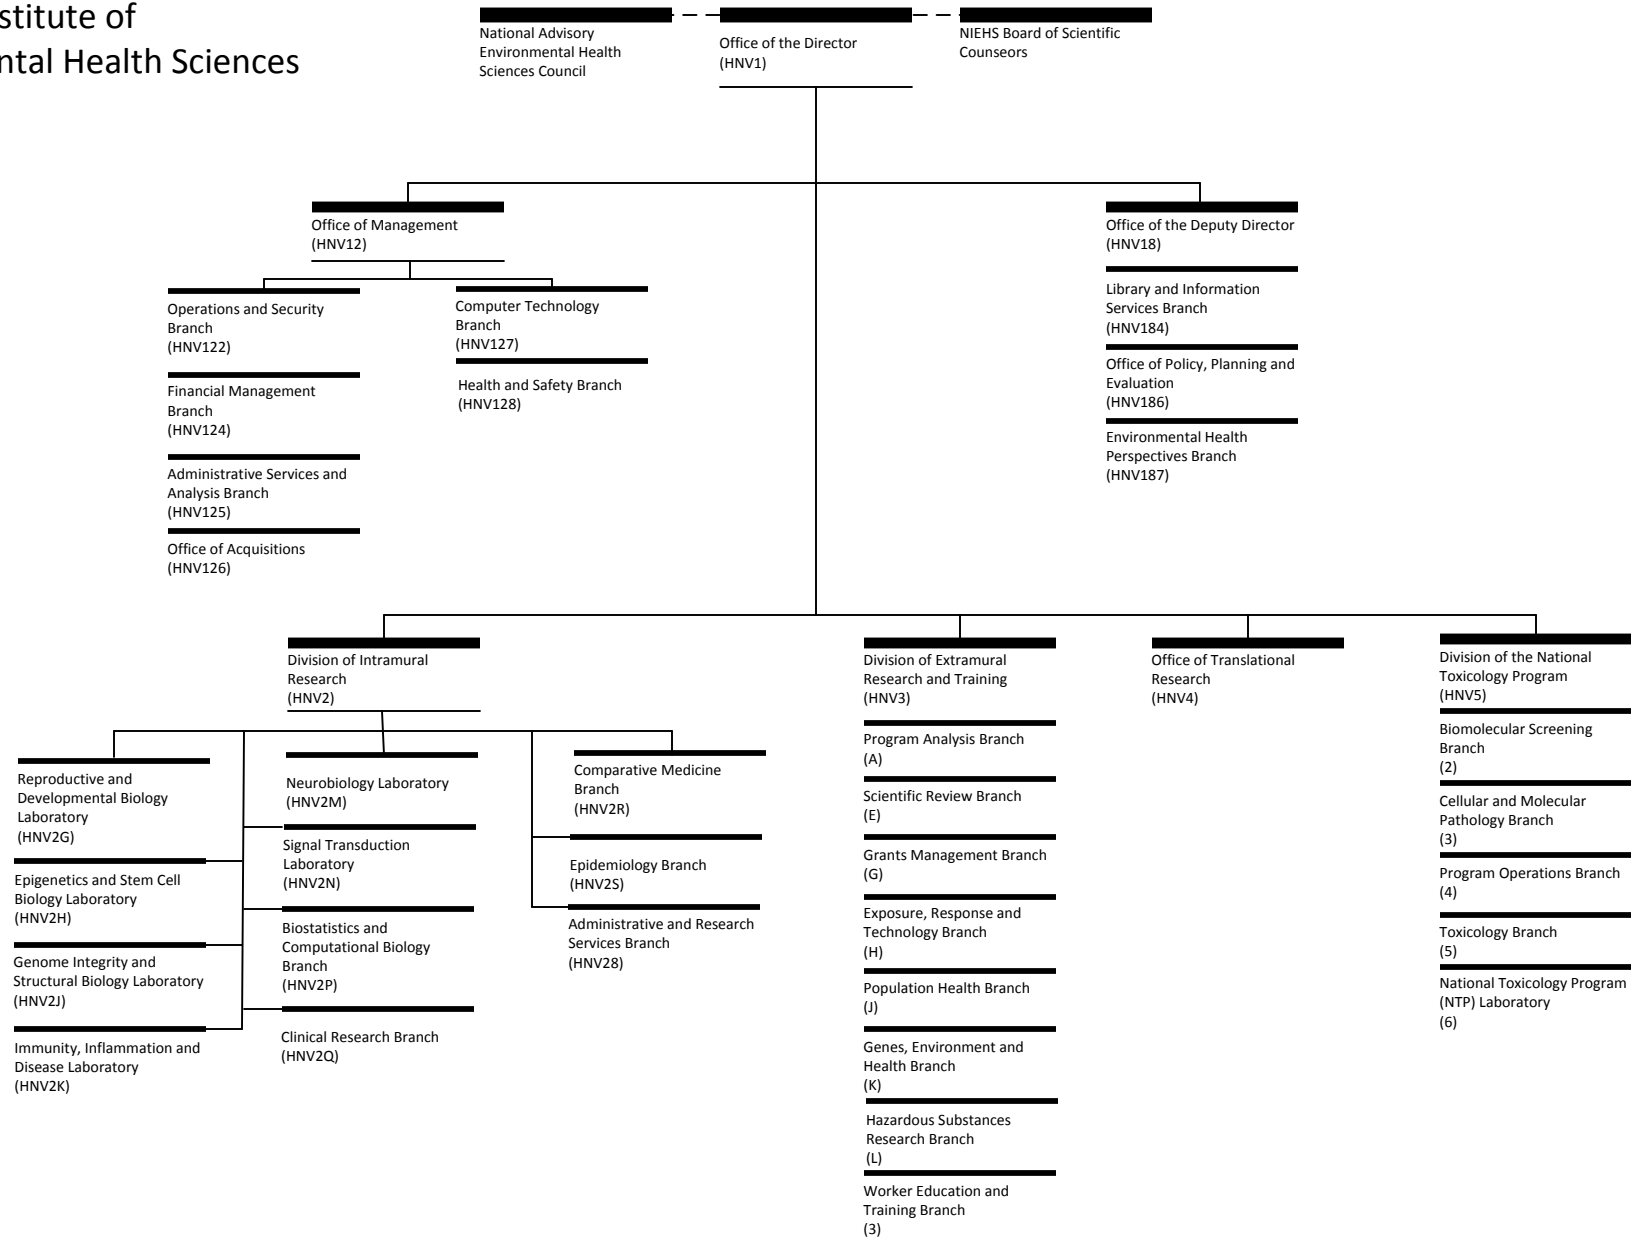 stitute of
ntal Health Sciences
National Advisory
Environmental Health
Sciences Council
Office of the Director
(HNV1)
NIEHS Board of Scientific
Counseors
Office of Management
(HNV12)
Office of the Deputy Director
(HNV18)
Operations and Security
Branch
(HNV122)
Financial Management
Branch
(HNV124)
Administrative Services and
Analysis Branch
(HNV125)
Office of Acquisitions
(HNV126)
Computer Technology
Branch
(HNV127)
Health and Safety Branch
(HNV128)
Library and Information
Services Branch
(HNV184)
Office of Policy, Planning and
Evaluation
(HNV186)
Environmental Health
Perspectives Branch
(HNV187)
Division of Intramural
Research
(HNV2)
Reproductive and
Developmental Biology
Laboratory
(HNV2G)
Epigenetics and Stem Cell
Biology Laboratory
(HNV2H)
Genome Integrity and
Structural Biology Laboratory
(HNV2J)
Immunity, Inflammation and
Disease Laboratory
(HNV2K)
Neurobiology Laboratory
(HNV2M)
Signal Transduction
Laboratory
(HNV2N)
Biostatistics and
Computational Biology
Branch
(HNV2P)
Clinical Research Branch
(HNV2Q)
Comparative Medicine
Branch
(HNV2R)
Epidemiology Branch
(HNV2S)
Administrative and Research
Services Branch
(HNV28)
Division of Extramural
Research and Training
(HNV3)
Program Analysis Branch
(A)
Scientific Review Branch
(E)
Grants Management Branch
(G)
Exposure, Response and
Technology Branch
(H)
Population Health Branch
(J)
Genes, Environment and
Health Branch
(K)
Hazardous Substances
Research Branch
(L)
Worker Education and
Training Branch
(3)
Office of Translational
Research
(HNV4)
Division of the National
Toxicology Program
(HNV5)
Biomolecular Screening
Branch
(2)
Cellular and Molecular
Pathology Branch
(3)
Program Operations Branch
(4)
Toxicology Branch
(5)
National Toxicology Program
(NTP) Laboratory
(6)